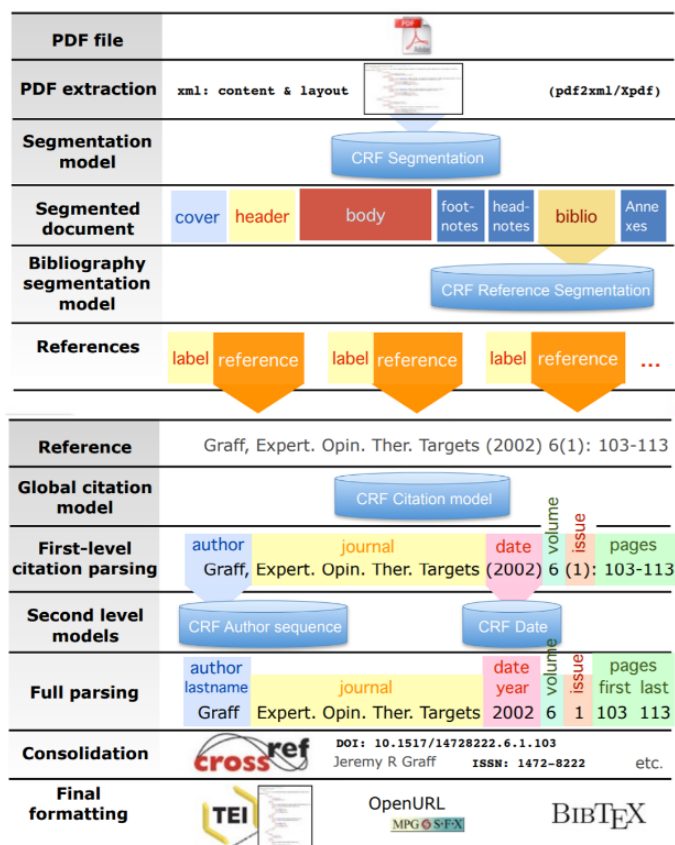 PDF file
PDF
Adobe
PDF extraction
xml: content & layout
(pdf2xml/Xpdf)
Segmentation
model
CRF Segmentation
Segmented
document
cover
header
body
foot-
notes
head-
notes
biblio
Anne
xes
Bibliography
segmentation
model
CRF Reference Segmentation
References
label reference
label reference
label reference
...
Reference
Graff, Expert. Opin. Ther. Targets (2002) 6(1): 103-113
Global citation
model
CRF Citation model
First-level
citation parsing
author
journal
date
volume
issue
pages
Graff, Expert. Opin. Ther. Targets (2002) 6 (1): 103-113
Second level
models
CRF Author sequence
CRF Date
Full parsing
author
lastname
journal
date
year
volume
issue
pages
first last
Graff Expert. Opin. Ther. Targets 2002 6 1 103 113
Consolidation
crossref
DOI: 10.1517/14728222.6.1.103
Jeremy R Graff
ISSN: 1472-8222
etc.
Final
formatting
TEI
OpenURL
MPG S·F·X
BIBTEX